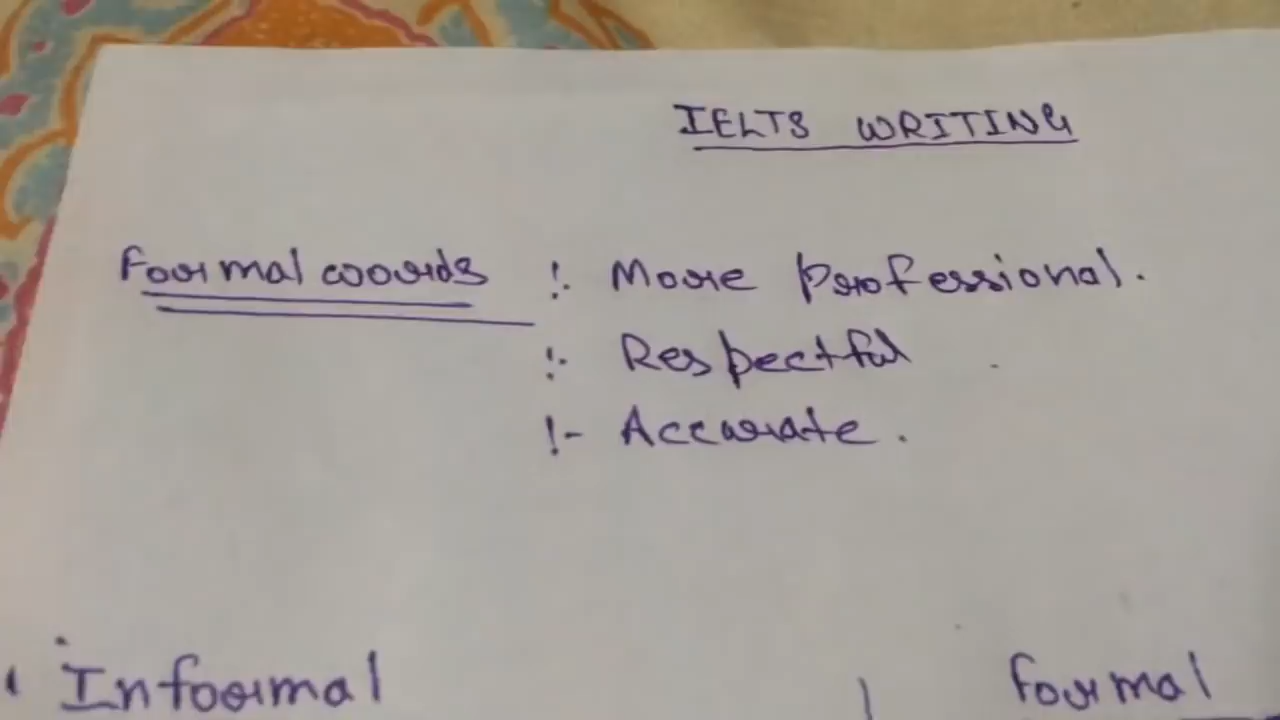 IELTS WRITING
Formal words :- More professional.
:- Respectful
:- Accurate.
Informal | formal